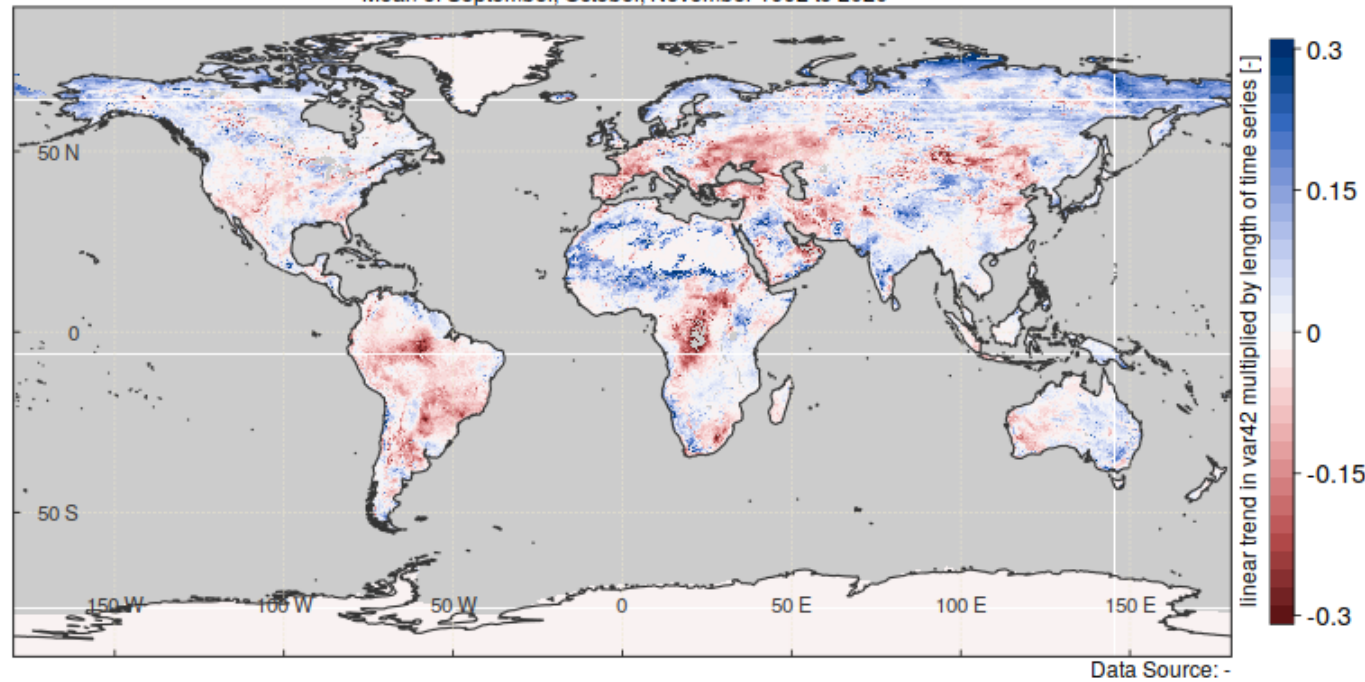 50 N
0
50 S
150 W
100 W
50 W
0
50 E
100 E
150 E
0.3
0.15
0
-0.15
-0.3
linear trend in var42 multiplied by length of time series [-]
Data Source: -